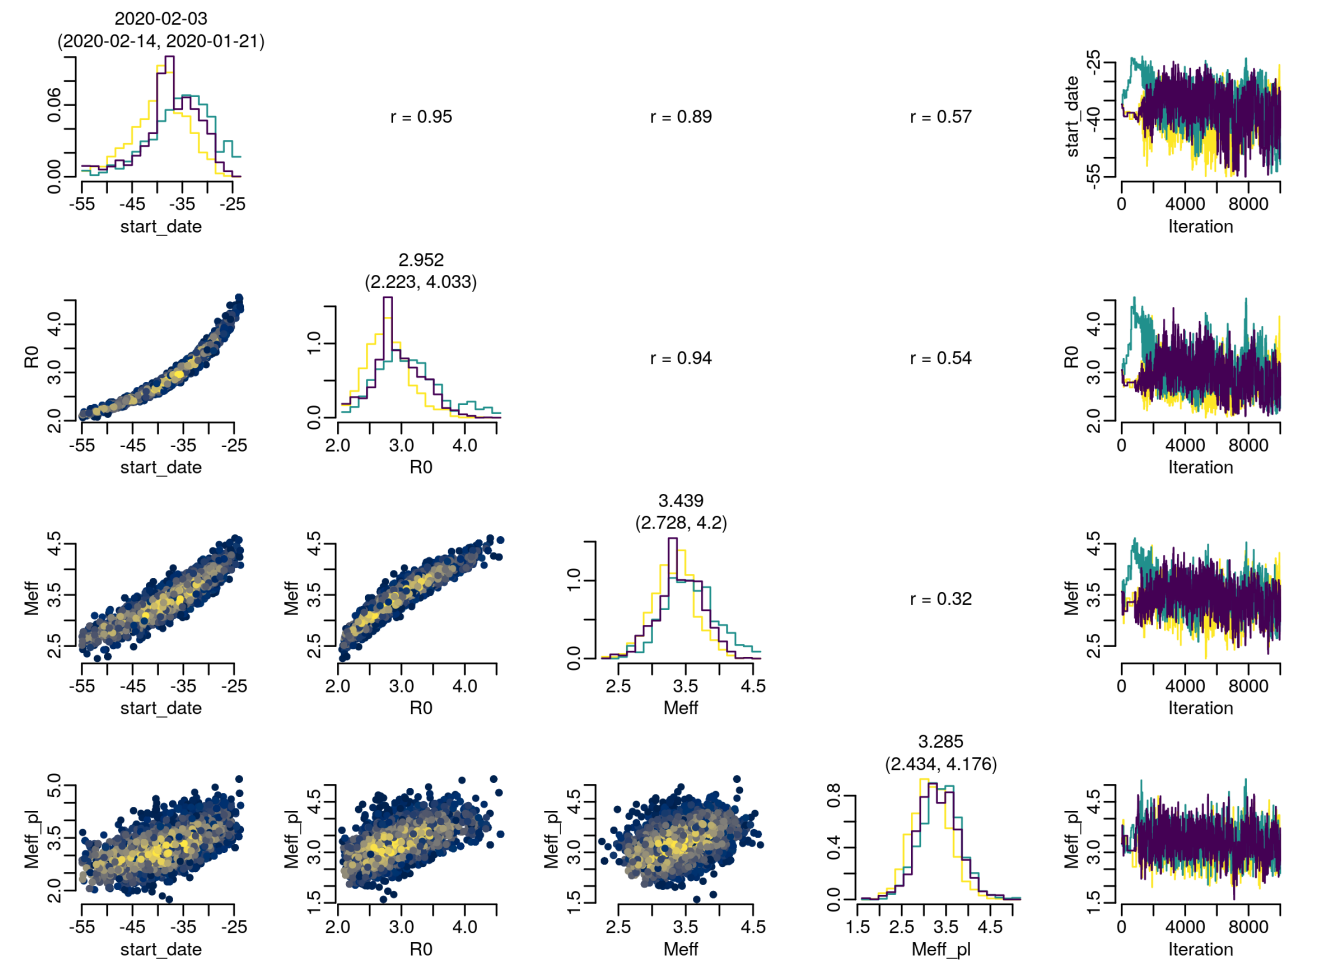 2020-02-03
(2020-02-14, 2020-01-21)
0.06
0.00
-55 -45 -35 -25
start_date
r = 0.95
r = 0.89
r = 0.57
start_date
-25
-40
-55
0 4000 8000
Iteration
R0
4.0
3.0
2.0
-55 -45 -35 -25
start_date
2.952
(2.223, 4.033)
1.0
0.0
2.0 3.0 4.0
R0
r = 0.94
r = 0.54
R0
4.0
3.0
2.0
0 4000 8000
Iteration
Meff
4.5
3.5
2.5
-55 -45 -35 -25
start_date
Meff
4.5
3.5
2.5
2.0 3.0 4.0
R0
3.439
(2.728, 4.2)
1.0
0.0
2.5 3.5 4.5
Meff
r = 0.32
Meff
4.5
3.5
2.5
0 4000 8000
Iteration
Meff_pl
5.0
3.5
2.0
-55 -45 -35 -25
start_date
Meff_pl
4.5
3.0
1.5
2.0 3.0 4.0
R0
Meff_pl
4.5
3.0
1.5
2.5 3.5 4.5
Meff
3.285
(2.434, 4.176)
0.8
0.4
0.0
1.5 2.5 3.5 4.5
Meff_pl
Meff_pl
4.5
3.0
1.5
0 4000 8000
Iteration